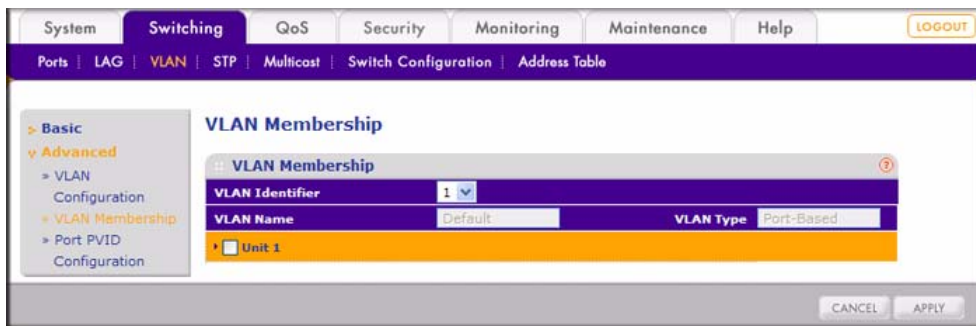 System Switching QoS Security Monitoring Maintenance Help LOGOUT
Ports LAG VLAN STP Multicast Switch Configuration Address Table
Basic
Advanced
» VLAN
Configuration
» VLAN Membership
» Port PVID
Configuration
VLAN Membership
VLAN Membership ?
VLAN Identifier 1
VLAN Name Default VLAN Type Port-Based
Unit 1
CANCEL APPLY